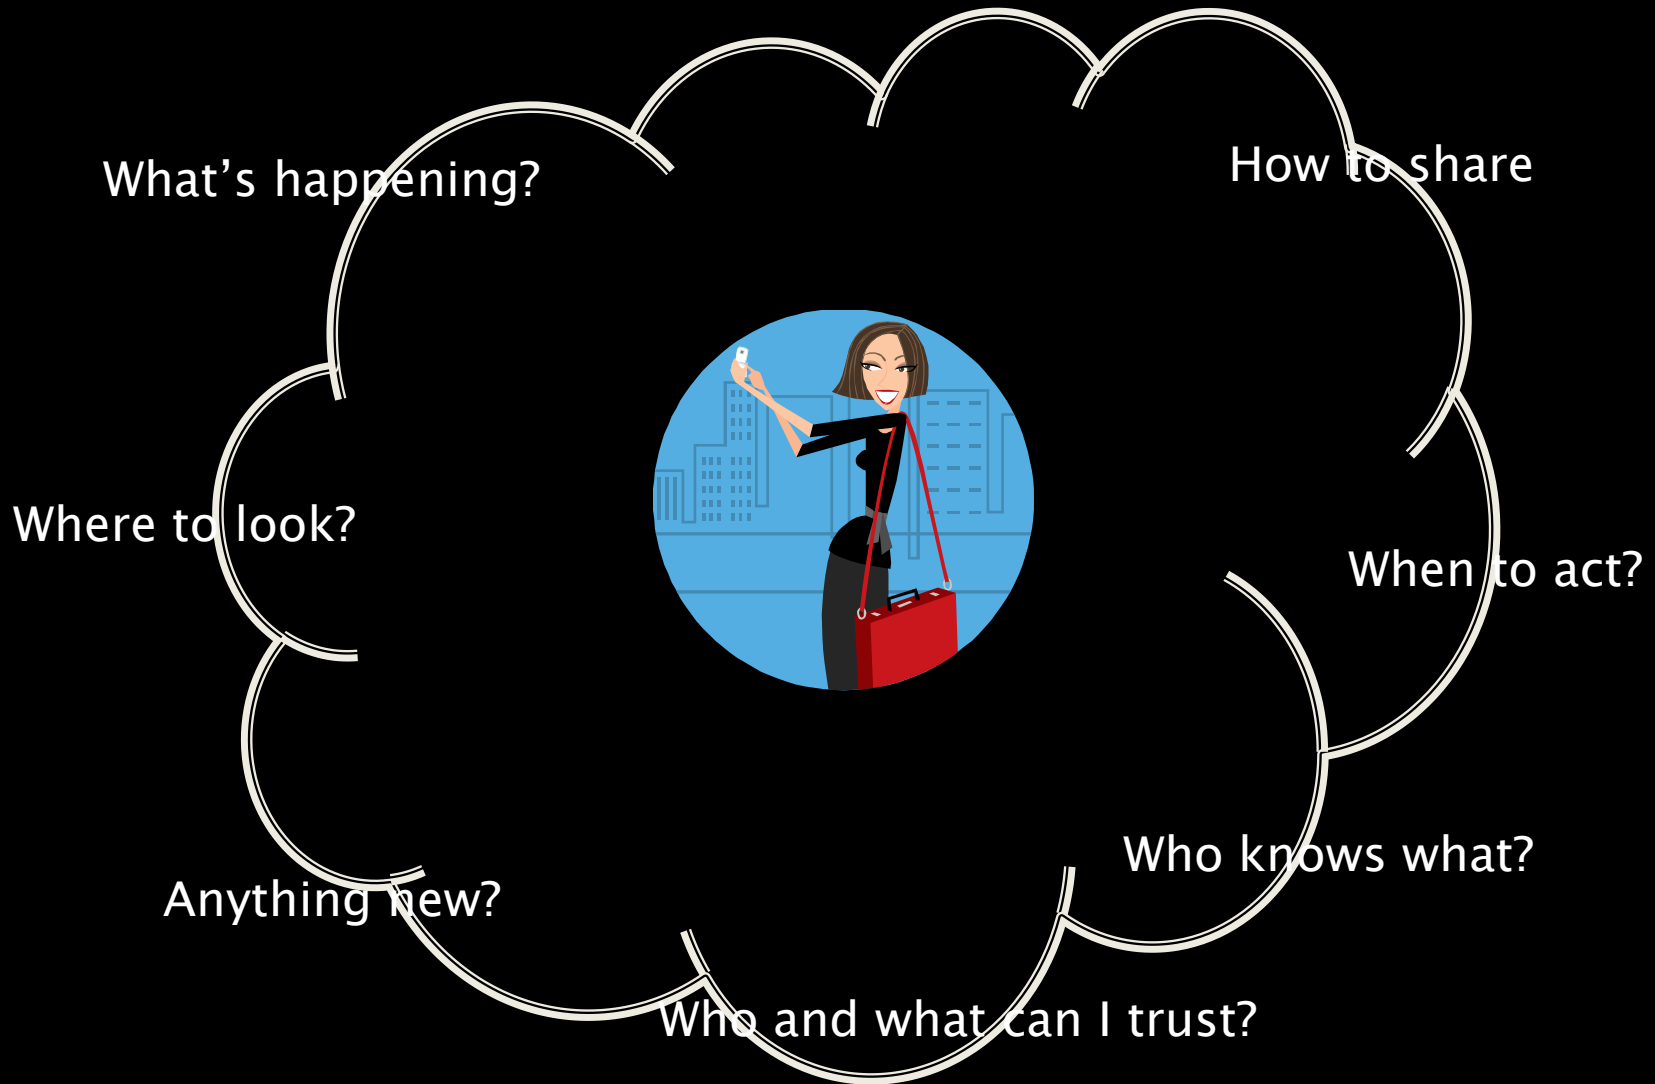 What’s happening?
How to share
Where to look?
When to act?
Who knows what?
Anything new?
Who and what can I trust?